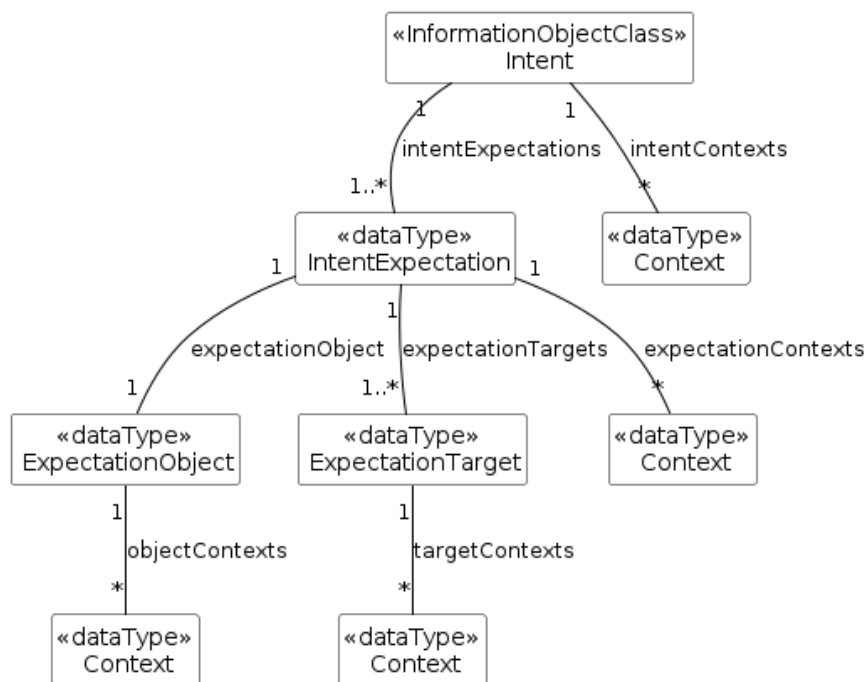 «InformationObjectClass»
Intent
1
1
intentExpectations
intentContexts
1..*
*
«dataType»
IntentExpectation
«dataType»
Context
1
1
1
expectationObject
expectationTargets
expectationContexts
1
1..*
*
«dataType»
ExpectationObject
«dataType»
ExpectationTarget
«dataType»
Context
1
1
objectContexts
targetContexts
*
*
«dataType»
Context
«dataType»
Context